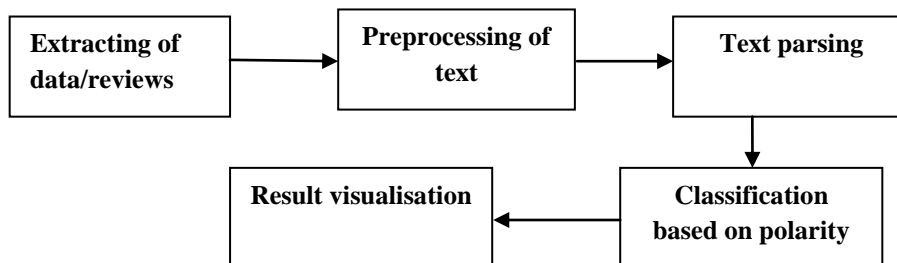 Extracting of
data/reviews
Preprocessing of
text
Text parsing
Classification
based on polarity
Result visualisation